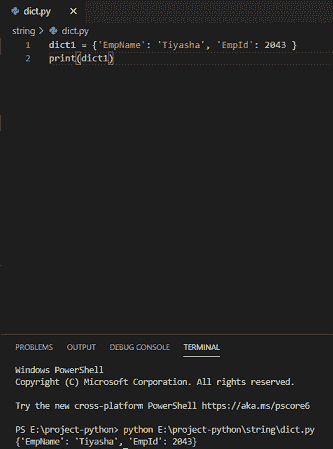 dict.py ×
string > dict.py
1 dict1 = {'EmpName': 'Tiyasha', 'EmpId': 2043 }
2 print(dict1)
PROBLEMS OUTPUT DEBUG CONSOLE TERMINAL
Windows PowerShell
Copyright (C) Microsoft Corporation. All rights reserved.
Try the new cross-platform PowerShell https://aka.ms/pscore6
PS E:\project-python> python E:\project-python\string\dict.py
{'EmpName': 'Tiyasha', 'EmpId': 2043}